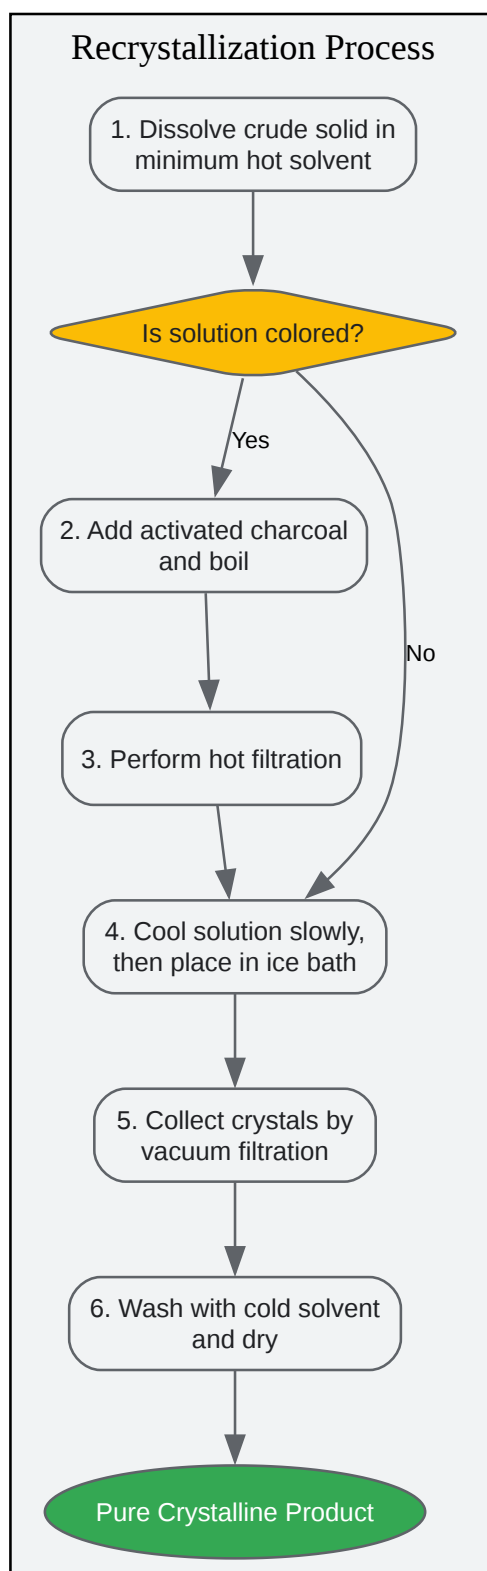 Recrystallization Process
1. Dissolve crude solid in
minimum hot solvent
Is solution colored?
Yes
2. Add activated charcoal
and boil
No
3. Perform hot filtration
4. Cool solution slowly,
then place in ice bath
5. Collect crystals by
vacuum filtration
6. Wash with cold solvent
and dry
Pure Crystalline Product